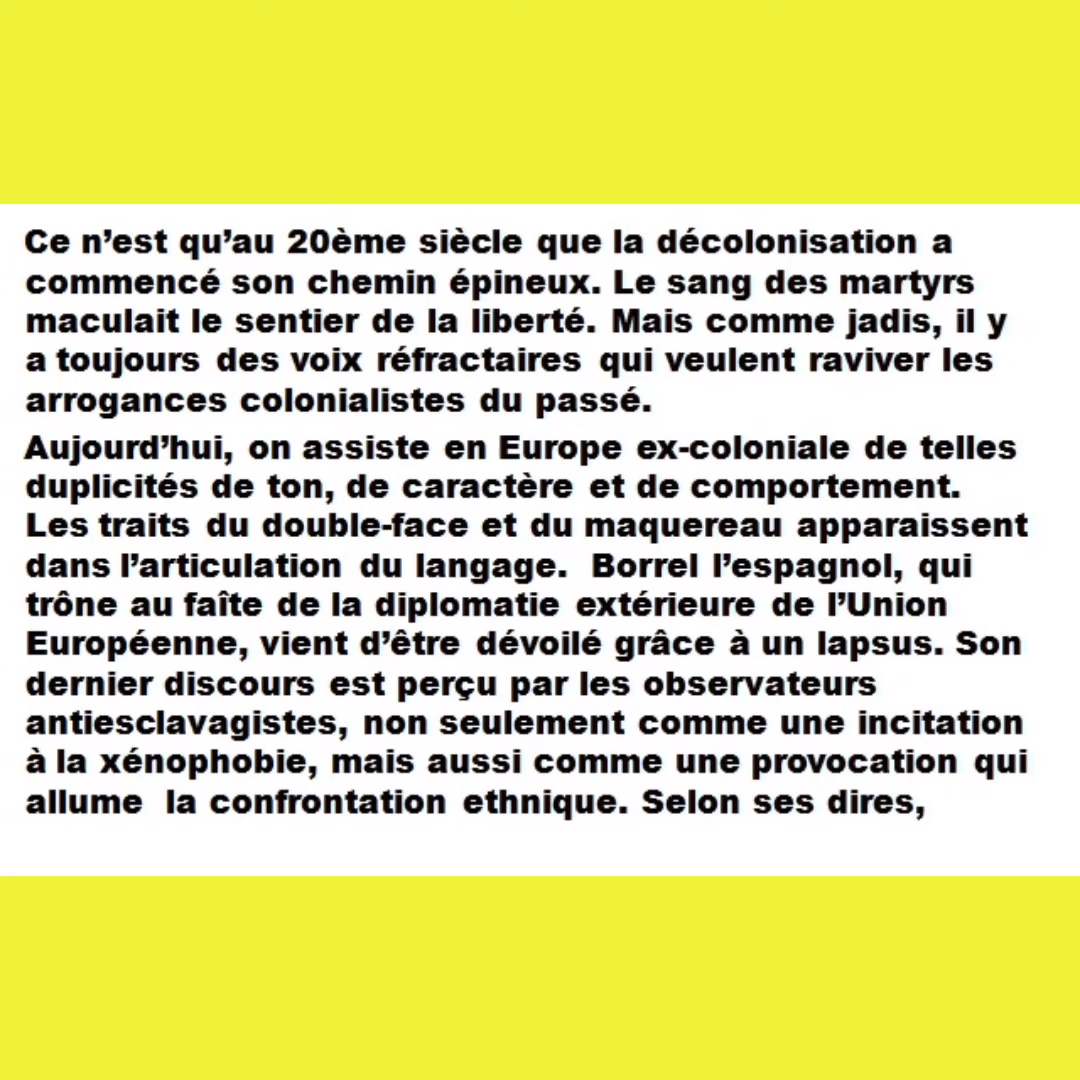 Ce n’est qu’au 20ème siècle que la décolonisation a
commencé son chemin épineux. Le sang des martyrs
maculait le sentier de la liberté. Mais comme jadis, il y
a toujours des voix réfractaires qui veulent raviver les
arrogances colonialistes du passé.
Aujourd’hui, on assiste en Europe ex-coloniale de telles
duplicités de ton, de caractère et de comportement.
Les traits du double-face et du maquereau apparaissent
dans l’articulation du langage. Borrel l’espagnol, qui
trône au faîte de la diplomatie extérieure de l’Union
Européenne, vient d’être dévoilé grâce à un lapsus. Son
dernier discours est perçu par les observateurs
antiesclavagistes, non seulement comme une incitation
à la xénophobie, mais aussi comme une provocation qui
allume la confrontation ethnique. Selon ses dires,